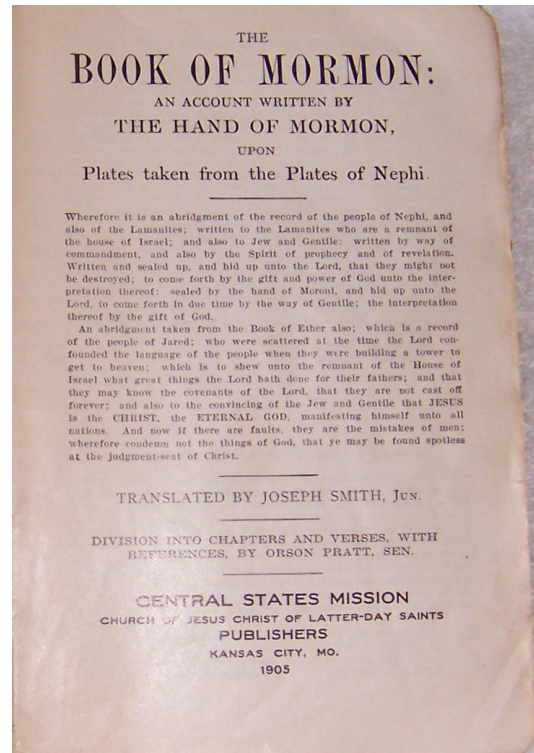 THE
BOOK OF MORMON:
AN ACCOUNT WRITTEN BY
THE HAND OF MORMON,
UPON
Plates taken from the Plates of Nephi.
Wherefore it is an abridgment of the record of the people of Nephi, and
also of the Lamanites; written to the Lamanites who are a remnant of
the house of Israel; and also to Jew and Gentile: written by way of
commandment, and also by the Spirit of prophecy and of revelation.
Written and sealed up, and hid up unto the Lord, that they might not
be destroyed; to come forth by the gift and power of God unto the inter-
pretation thereof: sealed by the hand of Moroni, and hid up unto the
Lord, to come forth in due time by the way of Gentile; the interpretation
thereof by the gift of God.
An abridgment taken from the Book of Ether also; which is a record
of the people of Jared; who were scattered at the time the Lord con-
founded the language of the people when they were building a tower to
get to heaven; which is to shew unto the remnant of the House of
Israel what great things the Lord hath done for their fathers; and that
they may know the covenants of the Lord, that they are not cast off
forever; and also to the convincing of the Jew and Gentile that JESUS
is the CHRIST, the ETERNAL GOD, manifesting himself unto all
nations. And now if there are faults, they are the mistakes of men;
wherefore condemn not the things of God, that ye may be found spotless
at the judgment-seat of Christ.
TRANSLATED BY JOSEPH SMITH, JUN.
DIVISION INTO CHAPTERS AND VERSES, WITH
REFERENCES, BY ORSON PRATT, SEN.
CENTRAL STATES MISSION
CHURCH OF JESUS CHRIST OF LATTER-DAY SAINTS
PUBLISHERS
KANSAS CITY, MO.
1905